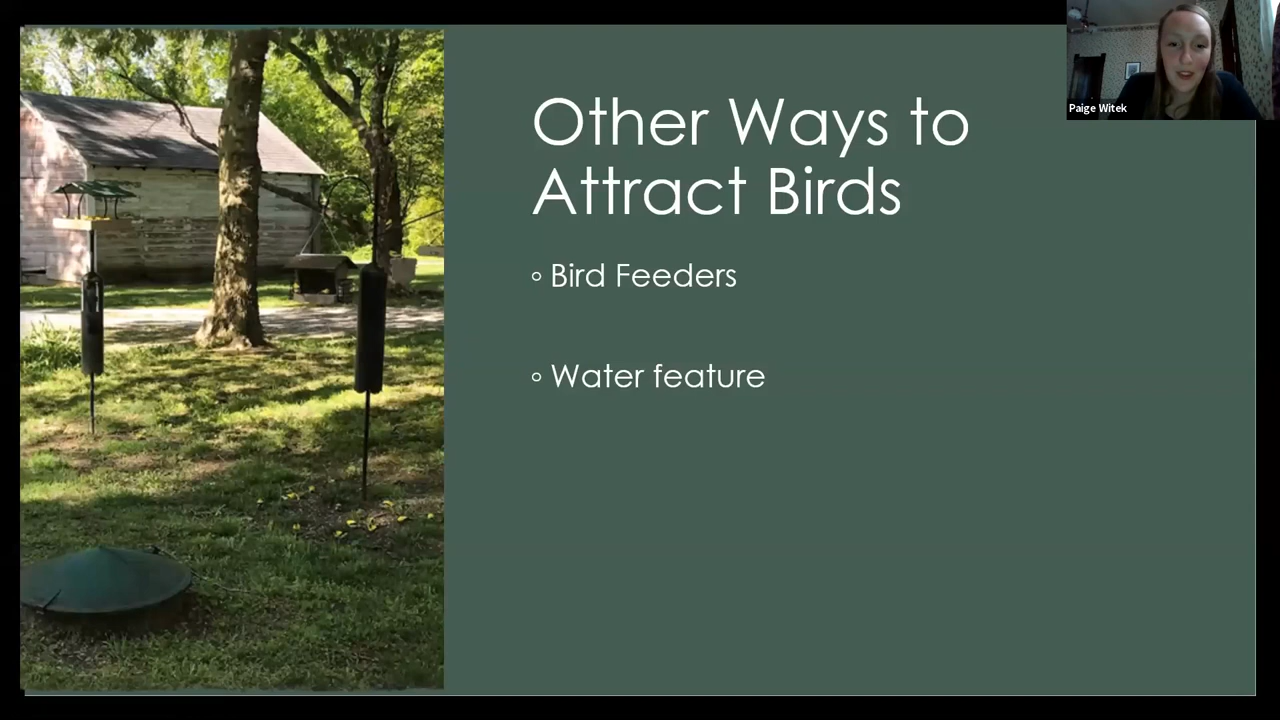 Paige Witek
Other Ways to
Attract Birds
◦ Bird Feeders
◦ Water feature